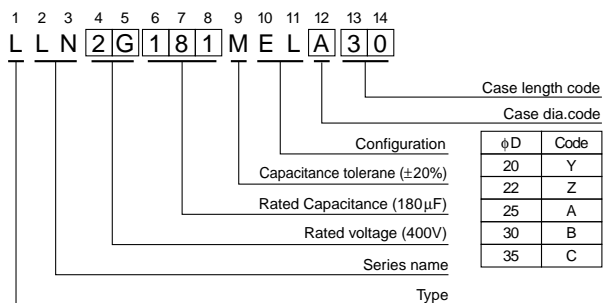 1 2 3 4 5 6 7 8 9 10 11 12 13 14
L L N 2 G 1 8 1 M E L A 3 0
Case length code
Case dia.code
Configuration
Capacitance tolerane (±20%)
Rated Capacitance (180μF)
Rated voltage (400V)
Series name
Type
ϕD Code
20 Y
22 Z
25 A
30 B
35 C